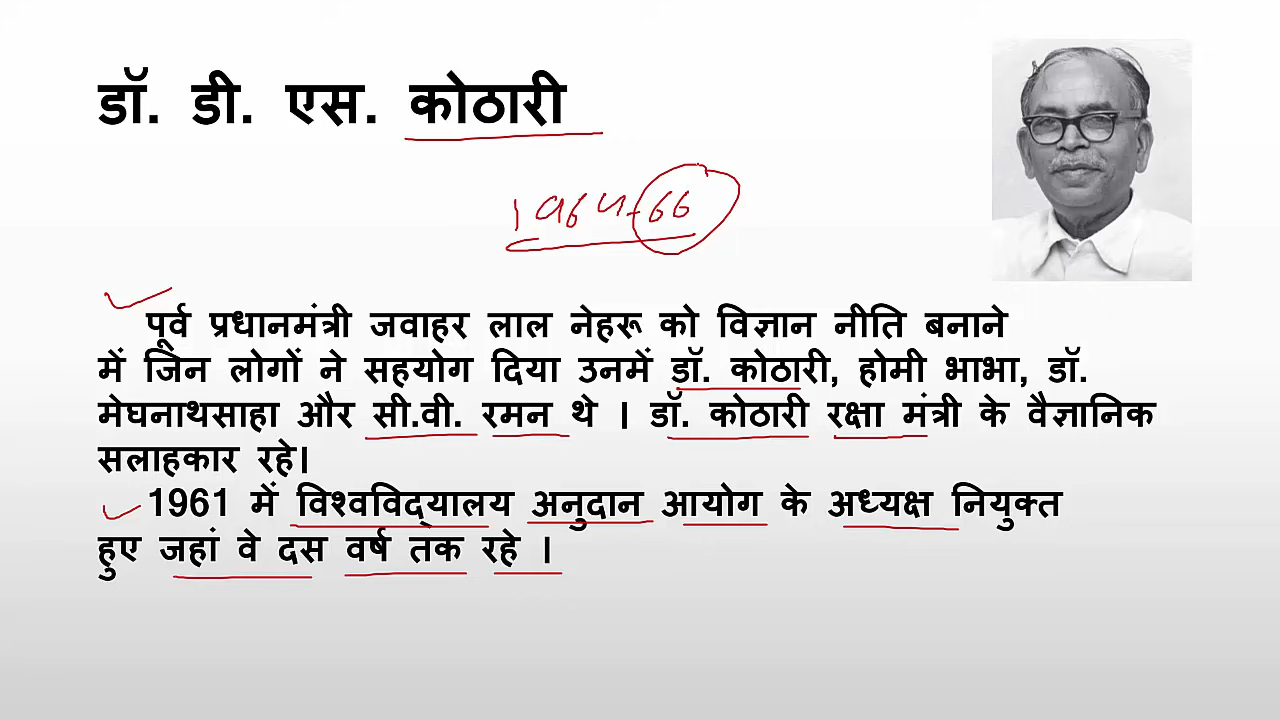 डॉ. डी. एस. कोठारी
1964-66
पूर्व प्रधानमंत्री जवाहर लाल नेहरू को विज्ञान नीति बनाने
में जिन लोगों ने सहयोग दिया उनमें डॉ. कोठारी, होमी भाभा, डॉ.
मेघनाथसाहा और सी.वी. रमन थे । डॉ. कोठारी रक्षा मंत्री के वैज्ञानिक
सलाहकार रहे।
1961 में विश्वविद्यालय अनुदान आयोग के अध्यक्ष नियुक्त
हुए जहां वे दस वर्ष तक रहे ।